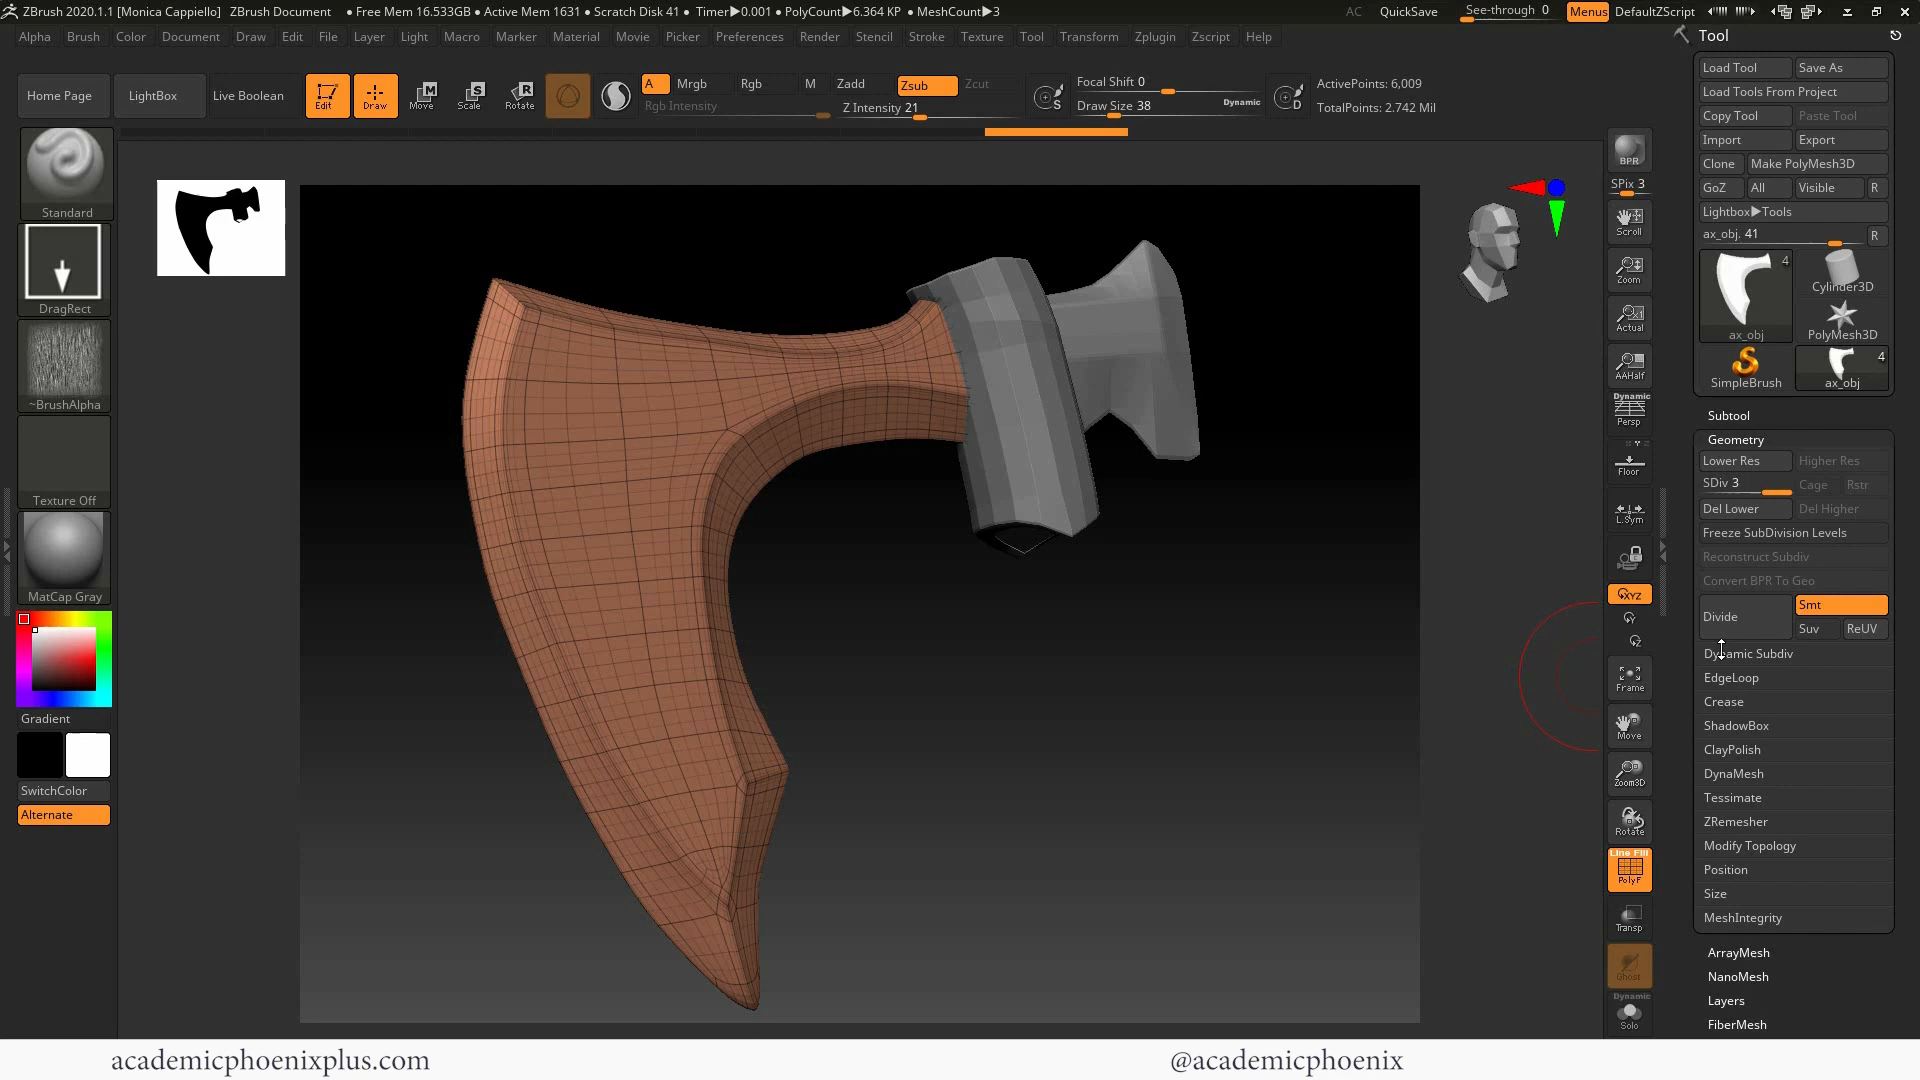 ZBrush 2020.1.1 [Monica Cappiello] ZBrush Document • Free Mem 16.533GB • Active Mem 1631 • Scratch Disk 41 • Timer▶0.001 • PolyCount▶6.364 KP • MeshCount▶3 AC QuickSave See-through 0 Menus DefaultZScript
Alpha Brush Color Document Draw Edit File Layer Light Macro Marker Material Movie Picker Preferences Render Stencil Stroke Texture Tool Transform Zplugin Zscript Help
Home Page LightBox Live Boolean Edit Draw Move Scale Rotate
A Mrgb Rgb M Zadd Zsub Zcut
Rgb Intensity Z Intensity 21
Focal Shift 0
Draw Size 38 Dynamic
ActivePoints: 6,009
TotalPoints: 2.742 Mil
Standard
DragRect
~BrushAlpha
Texture Off
MatCap Gray
Gradient
SwitchColor
Alternate
BPR
SPix 3
Scroll
Zoom
Actual
AAHalf
Dynamic
Persp
Floor
L.Sym
XYZ
Y
Z
Frame
Move
Zoom3D
Rotate
Line Fill
PolyF
Transp
Ghost
Dynamic
Solo
Tool
Load Tool Save As
Load Tools From Project
Copy Tool Paste Tool
Import Export
Clone Make PolyMesh3D
GoZ All Visible R
Lightbox▶Tools
ax_obj. 41 R
4
Cylinder3D
ax_obj PolyMesh3D
4
SimpleBrush ax_obj
Subtool
Geometry
Lower Res Higher Res
SDiv 3 Cage Rstr
Del Lower Del Higher
Freeze SubDivision Levels
Reconstruct Subdiv
Convert BPR To Geo
Divide Smt
Suv ReUV
Dynamic Subdiv
EdgeLoop
Crease
ShadowBox
ClayPolish
DynaMesh
Tessimate
ZRemesher
Modify Topology
Position
Size
MeshIntegrity
ArrayMesh
NanoMesh
Layers
FiberMesh
academicphoenixplus.com @academicphoenix